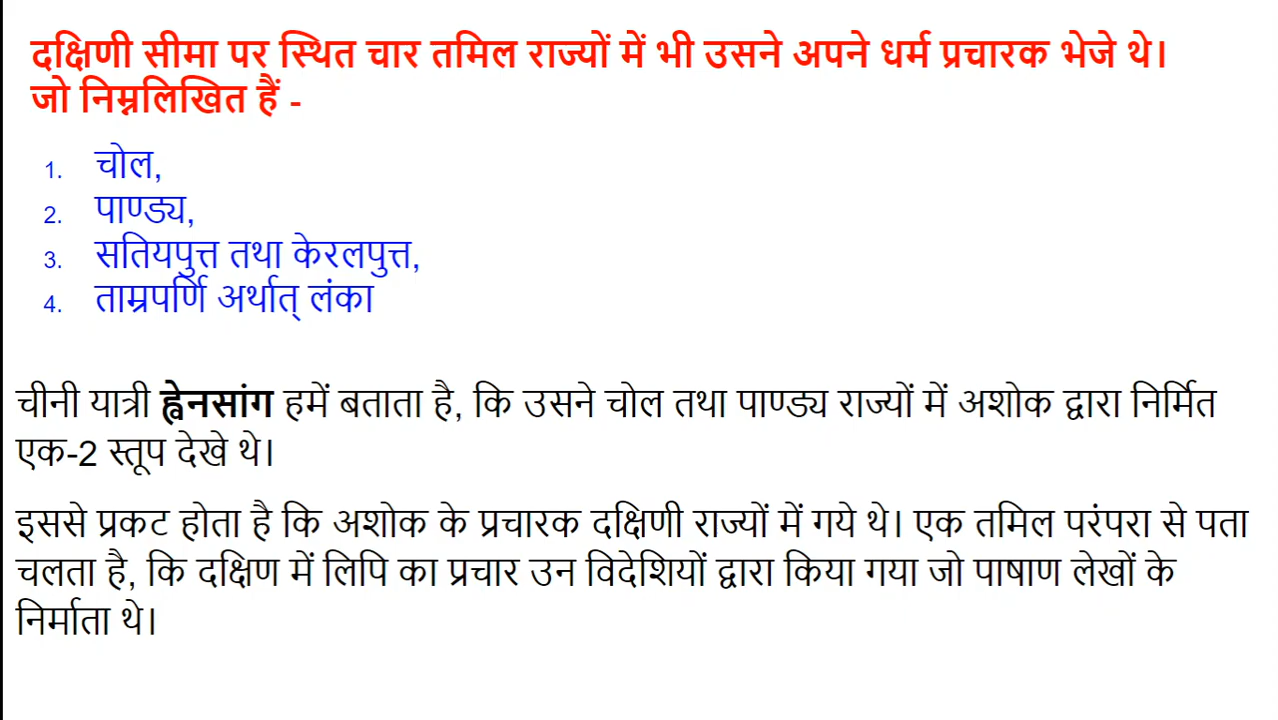 दक्षिणी सीमा पर स्थित चार तमिल राज्यों में भी उसने अपने धर्म प्रचारक भेजे थे।
जो निम्नलिखित हैं -
1. चोल,
2. पाण्ड्य,
3. सतियपुत्त तथा केरलपुत्त,
4. ताम्रपर्णि अर्थात् लंका
चीनी यात्री ह्वेनसांग हमें बताता है, कि उसने चोल तथा पाण्ड्य राज्यों में अशोक द्वारा निर्मित
एक-2 स्तूप देखे थे।
इससे प्रकट होता है कि अशोक के प्रचारक दक्षिणी राज्यों में गये थे। एक तमिल परंपरा से पता
चलता है, कि दक्षिण में लिपि का प्रचार उन विदेशियों द्वारा किया गया जो पाषाण लेखों के
निर्माता थे।